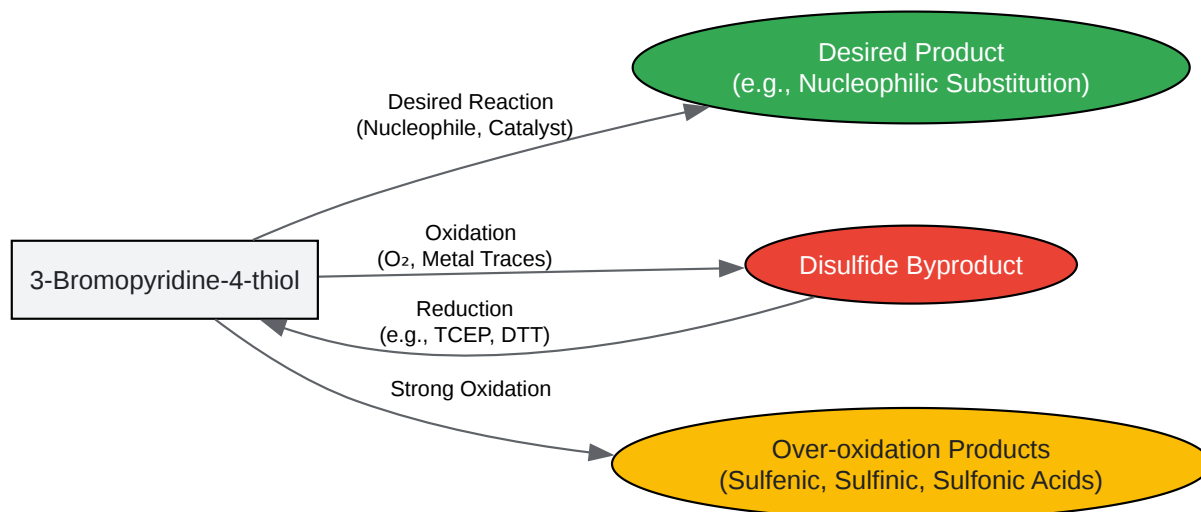 Desired Product
(e.g., Nucleophilic Substitution)
Desired Reaction
(Nucleophile, Catalyst)
Oxidation
(O₂, Metal Traces)
3-Bromopyridine-4-thiol
Disulfide Byproduct
Reduction
(e.g., TCEP, DTT)
Strong Oxidation
Over-oxidation Products
(Sulfenic, Sulfinic, Sulfonic Acids)